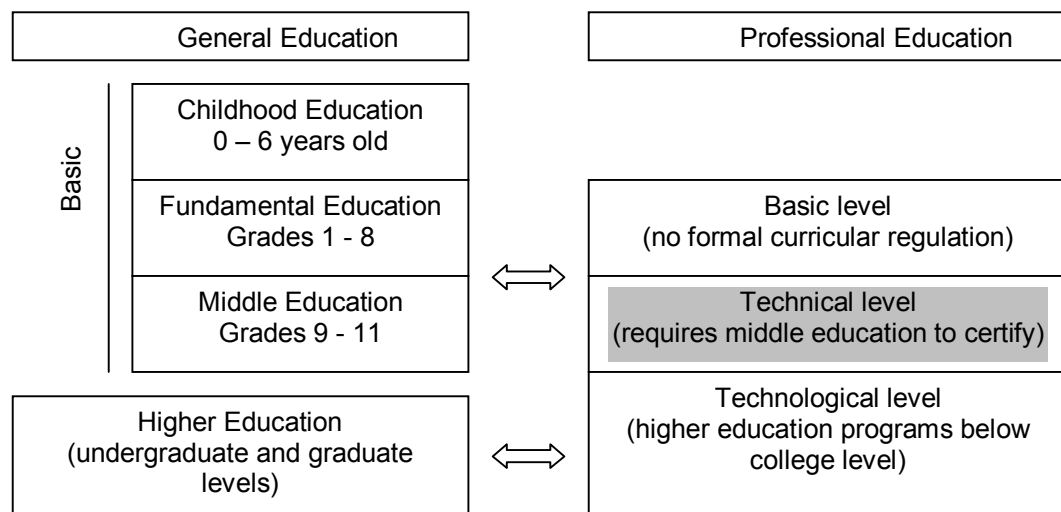 General Education
Professional Education
Basic
Childhood Education
0 – 6 years old
Fundamental Education
Grades 1 - 8
Middle Education
Grades 9 - 11
Higher Education
(undergraduate and graduate
levels)
Basic level
(no formal curricular regulation)
Technical level
(requires middle education to certify)
Technological level
(higher education programs below
college level)